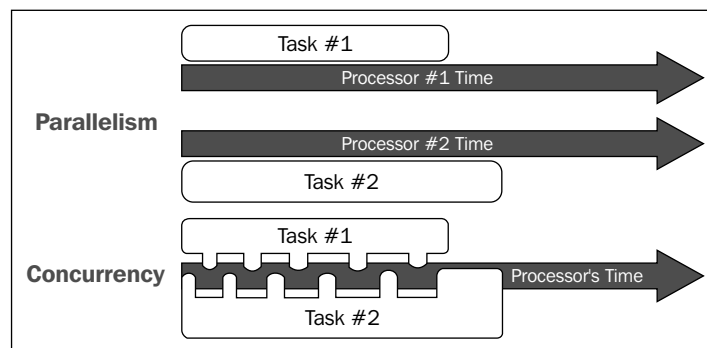 Task #1
Processor #1 Time
Parallelism
Processor #2 Time
Task #2
Task #1
Concurrency
Processor's Time
Task #2